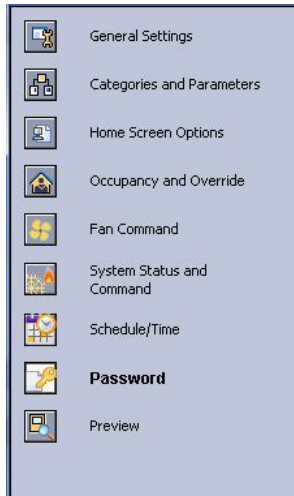 General Settings
Categories and Parameters
Home Screen Options
Occupancy and Override
Fan Command
System Status and
Command
Schedule/Time
Password
Preview